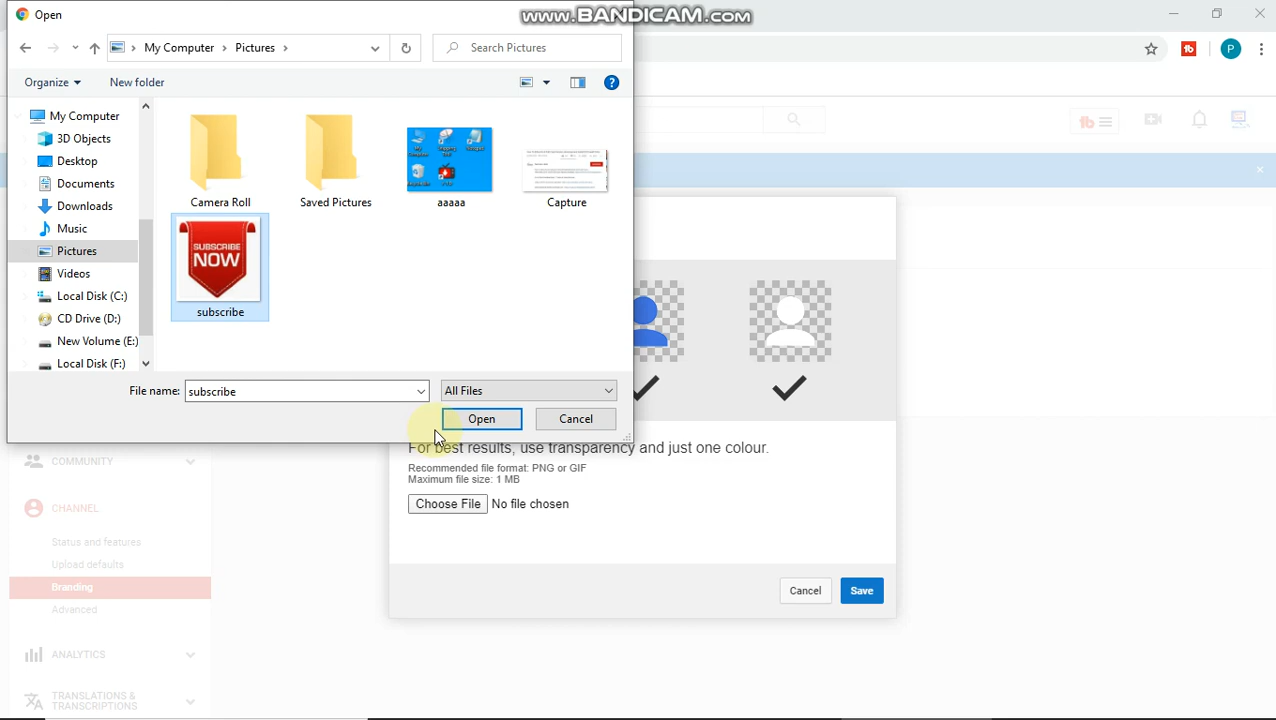 Open
www.BANDICAM.com
My Computer
Pictures
Search Pictures
P
Organize
New folder
My Computer
3D Objects
Desktop
Documents
Downloads
Music
Pictures
Videos
Local Disk (C:)
CD Drive (D:)
New Volume (E:)
Local Disk (F:)
Camera Roll
Saved Pictures
aaaaa
Capture
SUBSCRIBE
NOW
subscribe
File name:
subscribe
All Files
Open
Cancel
For best results, use transparency and just one colour.
Recommended file format: PNG or GIF
Maximum file size: 1 MB
Choose File
No file chosen
Cancel
Save
COMMUNITY
CHANNEL
Status and features
Upload defaults
Branding
Advanced
ANALYTICS
TRANSLATIONS &
TRANSCRIPTIONS